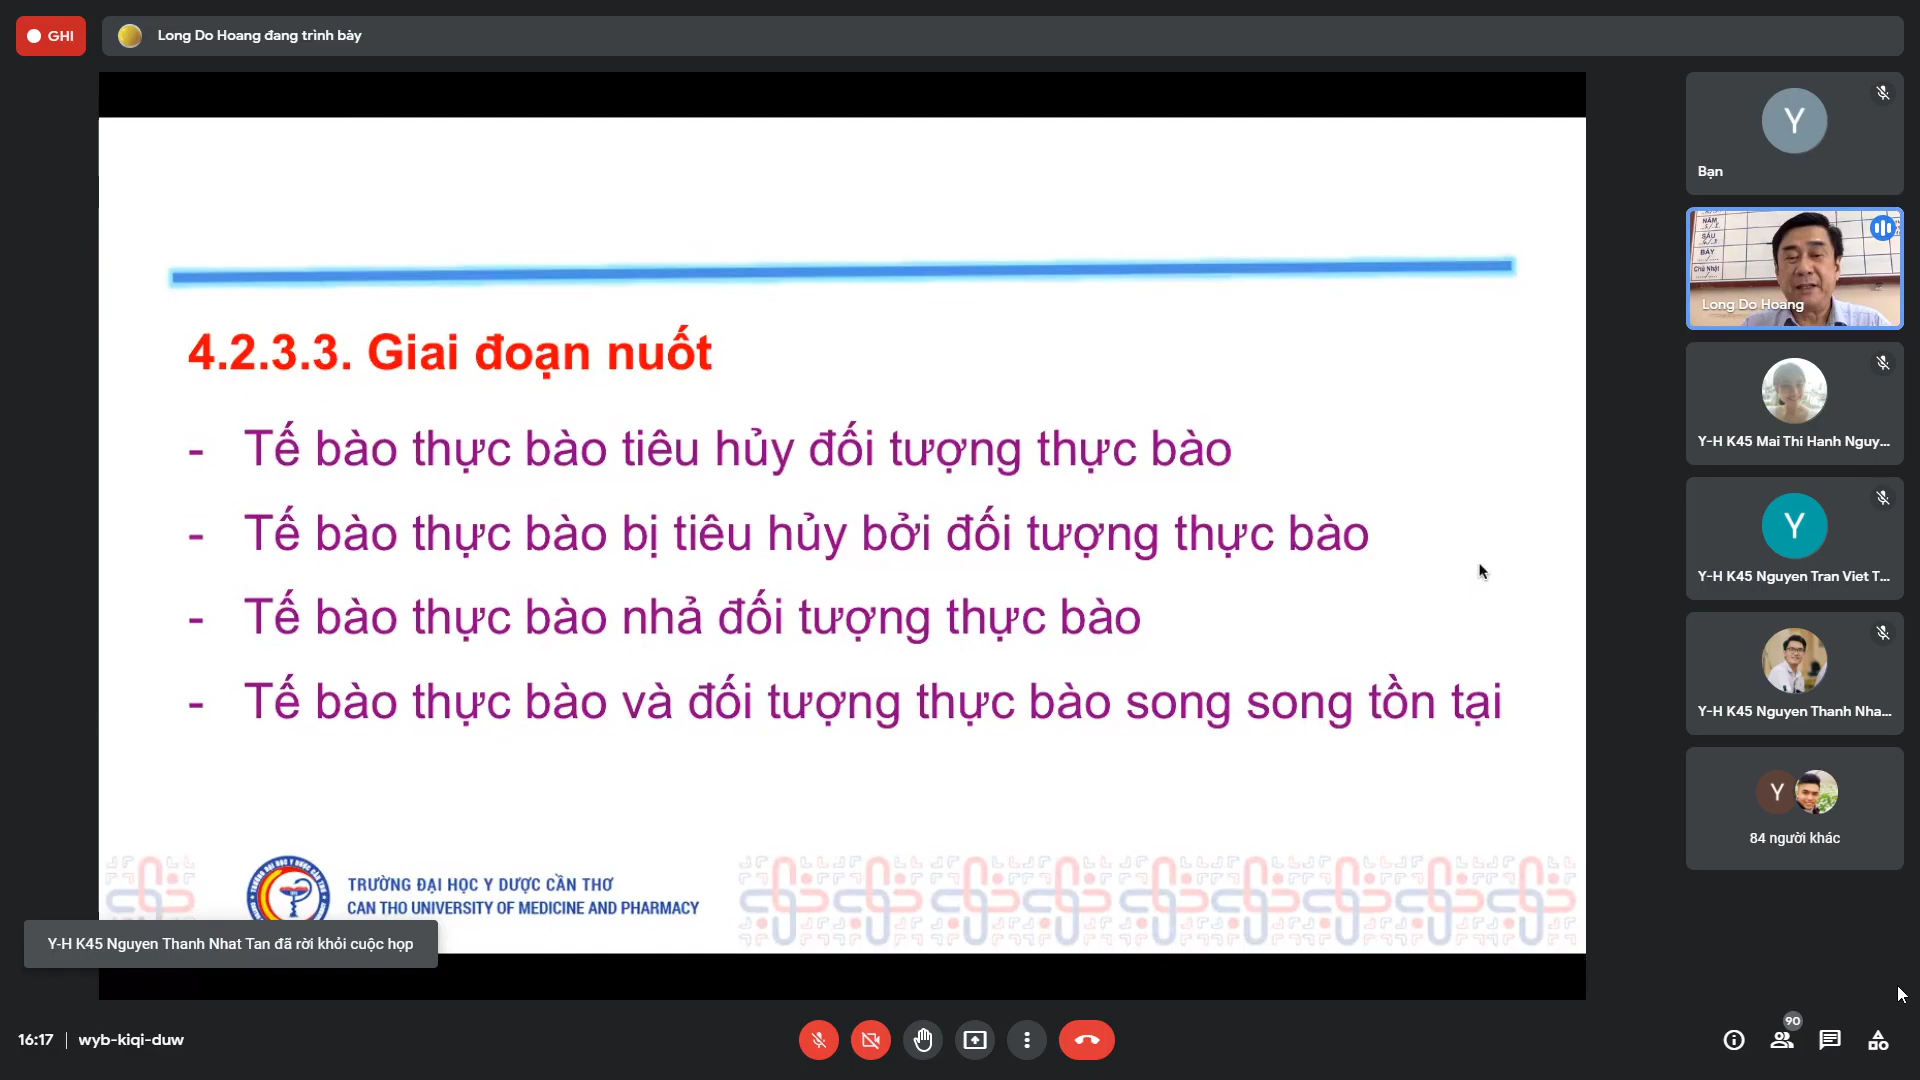 GHI
Long Do Hoang đang trình bày
4.2.3.3. Giai đoạn nuốt
- Tế bào thực bào tiêu hủy đối tượng thực bào
- Tế bào thực bào bị tiêu hủy bởi đối tượng thực bào
- Tế bào thực bào nhả đối tượng thực bào
- Tế bào thực bào và đối tượng thực bào song song tồn tại
TRƯỜNG ĐẠI HỌC Y DƯỢC CẦN THƠ
CAN THO UNIVERSITY OF MEDICINE AND PHARMACY
Y-H K45 Nguyen Thanh Nhat Tan đã rời khỏi cuộc họp
Y
Bạn
NĂM
SÁU
BẢY
Chủ Nhật
Long Do Hoang
Y-H K45 Mai Thi Hanh Nguy...
Y
Y-H K45 Nguyen Tran Viet T...
Y-H K45 Nguyen Thanh Nha...
Y
84 người khác
16:17 | wyb-kiqi-duw
90